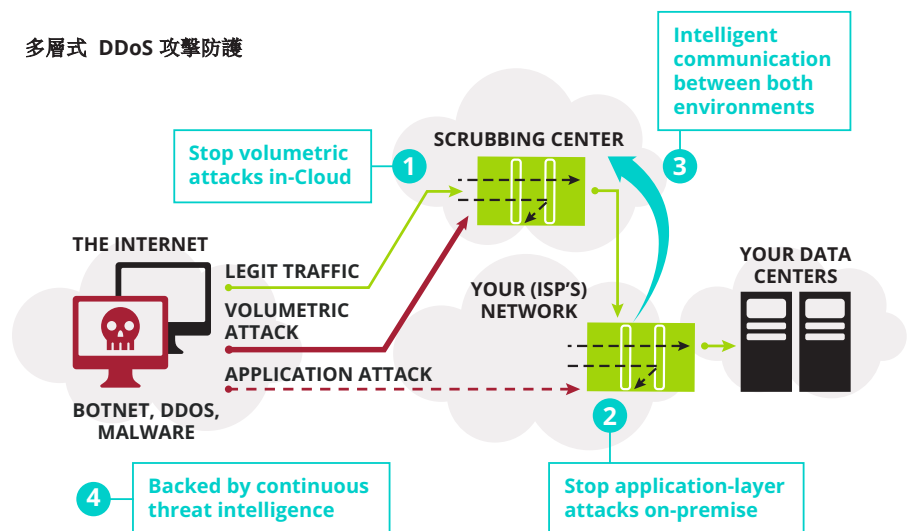 多層式 DDoS 攻擊防護
Intelligent
communication
between both
environments
3
SCRUBBING CENTER
Stop volumetric
attacks in-Cloud
1
THE INTERNET
LEGIT TRAFFIC
VOLUMETRIC
ATTACK
APPLICATION ATTACK
BOTNET, DDOS,
MALWARE
YOUR (ISP'S)
NETWORK
YOUR DATA
CENTERS
2
Stop application-layer
attacks on-premise
4
Backed by continuous
threat intelligence